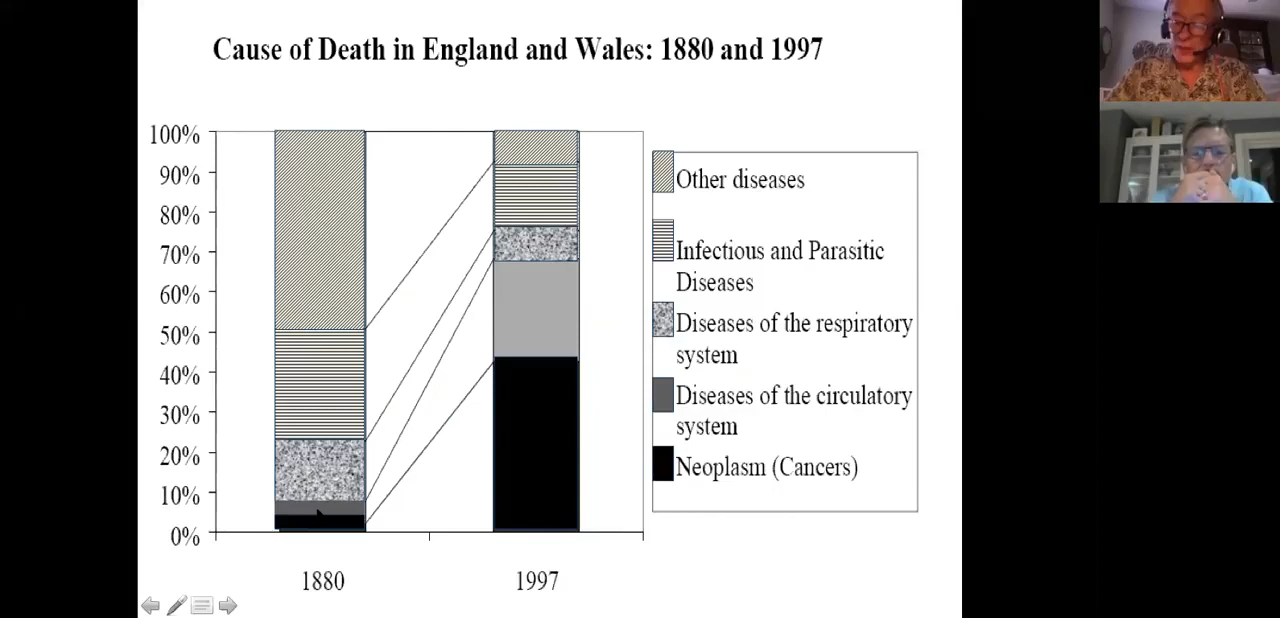 Cause of Death in England and Wales: 1880 and 1997
100%
90%
80%
70%
60%
50%
40%
30%
20%
10%
0%
1880
1997
Other diseases
Infectious and Parasitic
Diseases
Diseases of the respiratory
system
Diseases of the circulatory
system
Neoplasm (Cancers)